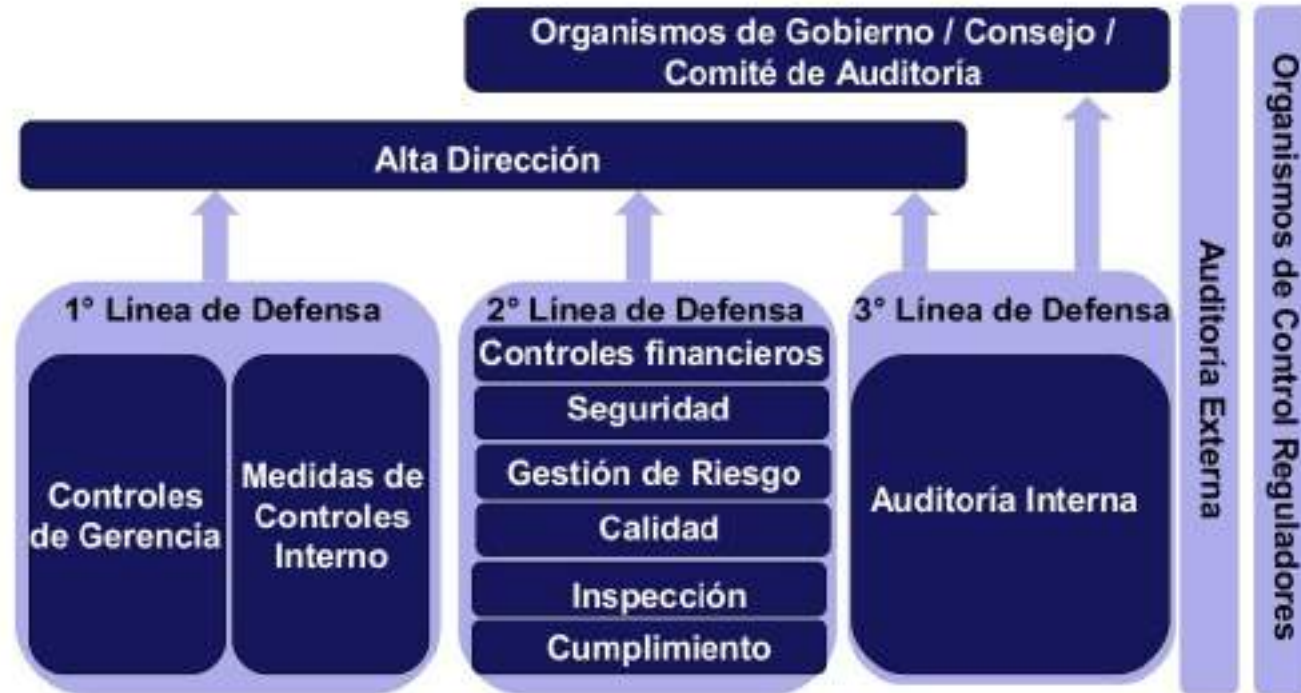 Organismos de Gobierno / Consejo /
Comité de Auditoría
Alta Dirección
1° Línea de Defensa
Controles
de Gerencia
Medidas de
Controles
Interno
2° Línea de Defensa
Controles financieros
Seguridad
Gestión de Riesgo
Calidad
Inspección
Cumplimiento
3° Línea de Defensa
Auditoría Interna
Auditoría Externa
Organismos de Control Reguladores